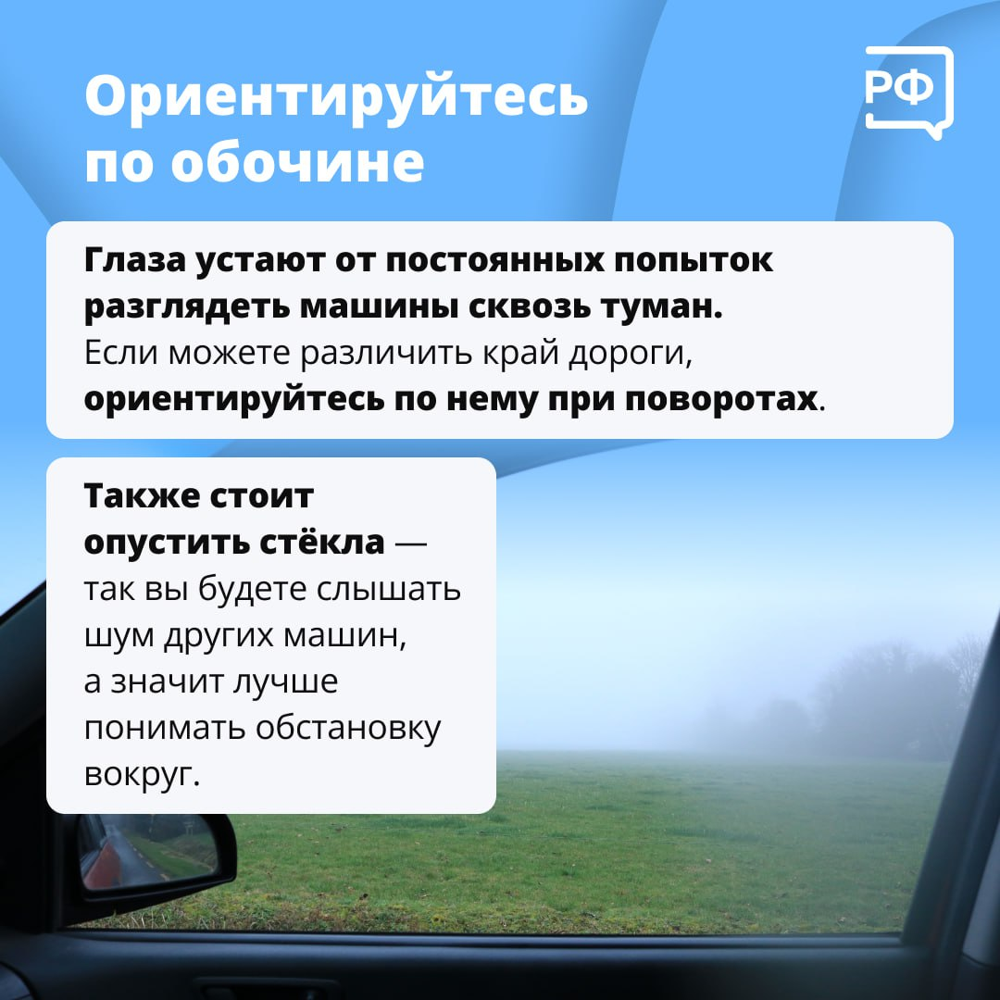 Ориентируйтесь
по обочине
РФ
Глаза устают от постоянных попыток
разглядеть машины сквозь туман.
Если можете различить край дороги,
ориентируйтесь по нему при поворотах.
Также стоит
опустить стёкла —
так вы будете слышать
шум других машин,
а значит лучше
понимать обстановку
вокруг.